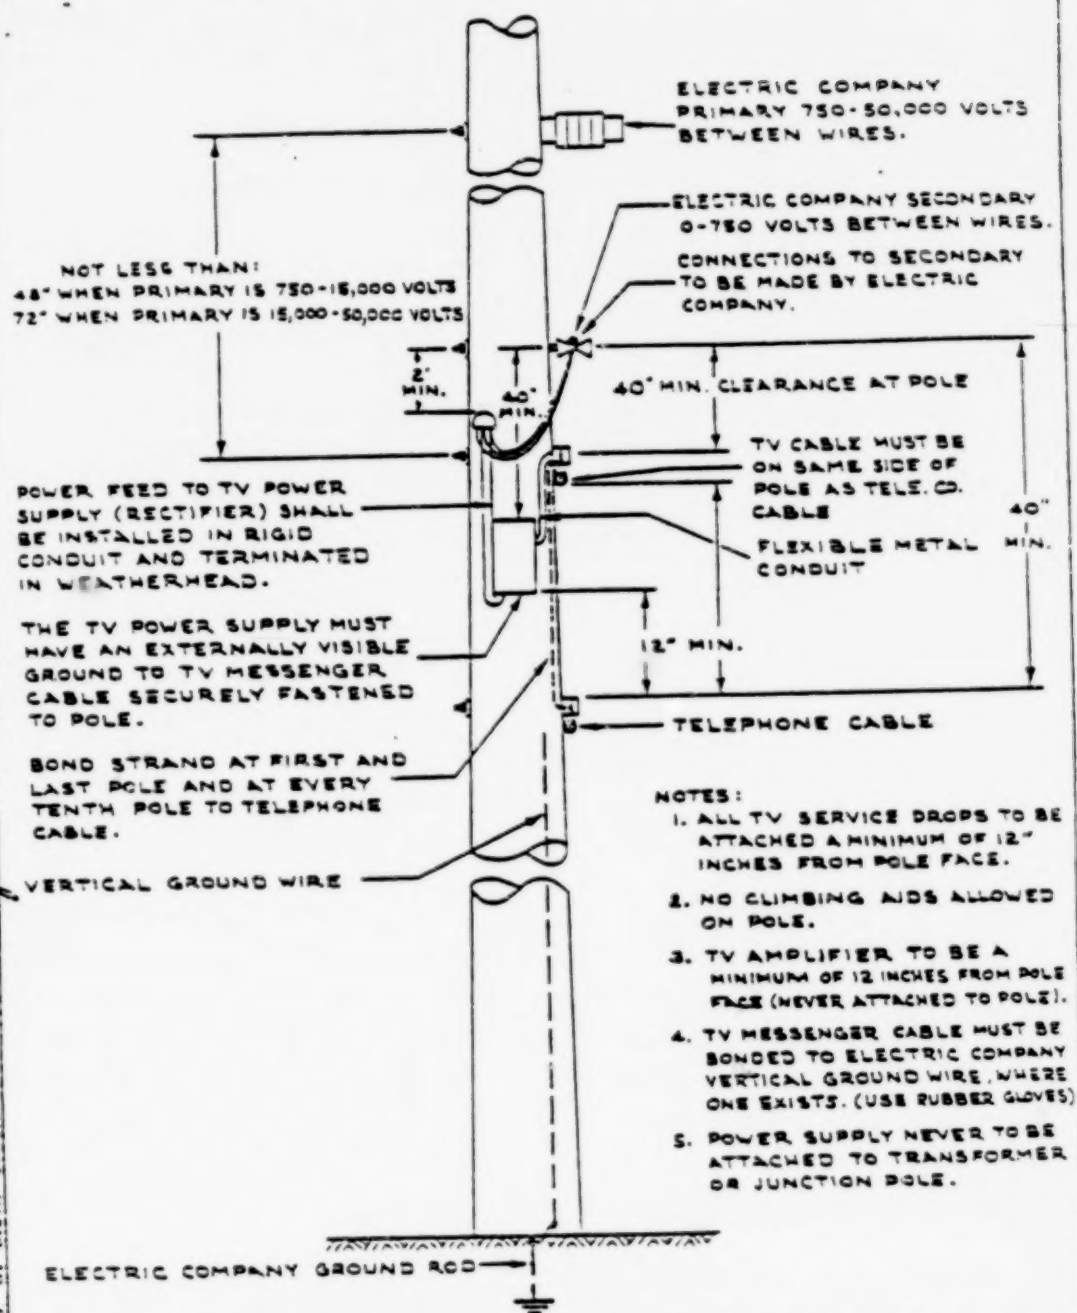 ELECTRIC COMPANY
PRIMARY 750-50,000 VOLTS
BETWEEN WIRES.
ELECTRIC COMPANY SECONDARY
0-750 VOLTS BETWEEN WIRES.
CONNECTIONS TO SECONDARY
TO BE MADE BY ELECTRIC
COMPANY.
NOT LESS THAN:
48" WHEN PRIMARY IS 750-15,000 VOLTS
72" WHEN PRIMARY IS 15,000-50,000 VOLTS
2"
MIN.
40"
MIN.
40" MIN. CLEARANCE AT POLE
TV CABLE MUST BE
ON SAME SIDE OF
POLE AS TELE. CO.
CABLE
40"
MIN.
FLEXIBLE METAL
CONDUIT
POWER FEED TO TV POWER
SUPPLY (RECTIFIER) SHALL
BE INSTALLED IN RIGID
CONDUIT AND TERMINATED
IN WEATHERHEAD.
THE TV POWER SUPPLY MUST
HAVE AN EXTERNALLY VISIBLE
GROUND TO TV MESSENGER
CABLE SECURELY FASTENED
TO POLE.
12" MIN.
TELEPHONE CABLE
BOND STRAND AT FIRST AND
LAST POLE AND AT EVERY
TENTH POLE TO TELEPHONE
CABLE.
VERTICAL GROUND WIRE
NOTES:
1. ALL TV SERVICE DROPS TO BE
ATTACHED A MINIMUM OF 12"
INCHES FROM POLE FACE.
2. NO CLIMBING AIDS ALLOWED
ON POLE.
3. TV AMPLIFIER TO BE A
MINIMUM OF 12 INCHES FROM POLE
FACE (NEVER ATTACHED TO POLE).
4. TV MESSENGER CABLE MUST BE
BONDED TO ELECTRIC COMPANY
VERTICAL GROUND WIRE, WHERE
ONE EXISTS. (USE RUBBER GLOVES)
5. POWER SUPPLY NEVER TO BE
ATTACHED TO TRANSFORMER
OR JUNCTION POLE.
ELECTRIC COMPANY GROUND ROD